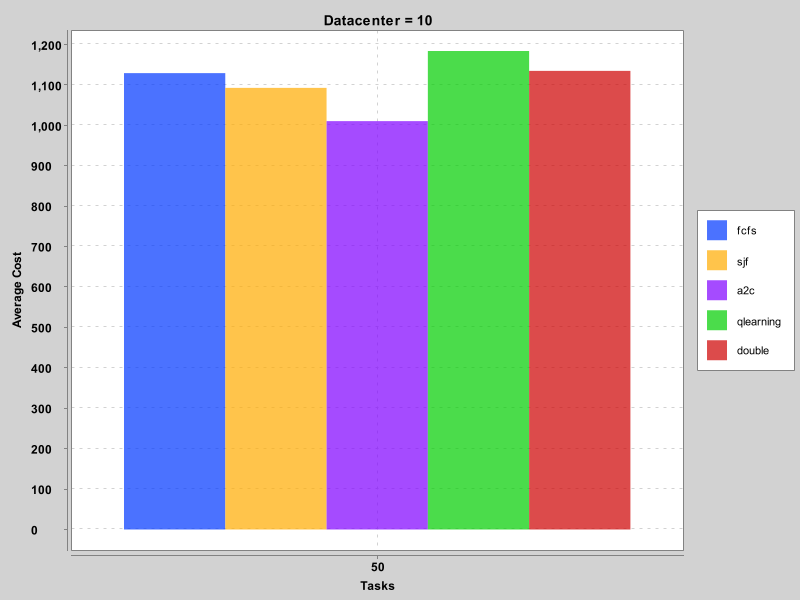 Datacenter = 10
Average Cost
1,200
1,100
1,000
900
800
700
600
500
400
300
200
100
0
50
Tasks
fcfs
sjf
a2c
qlearning
double